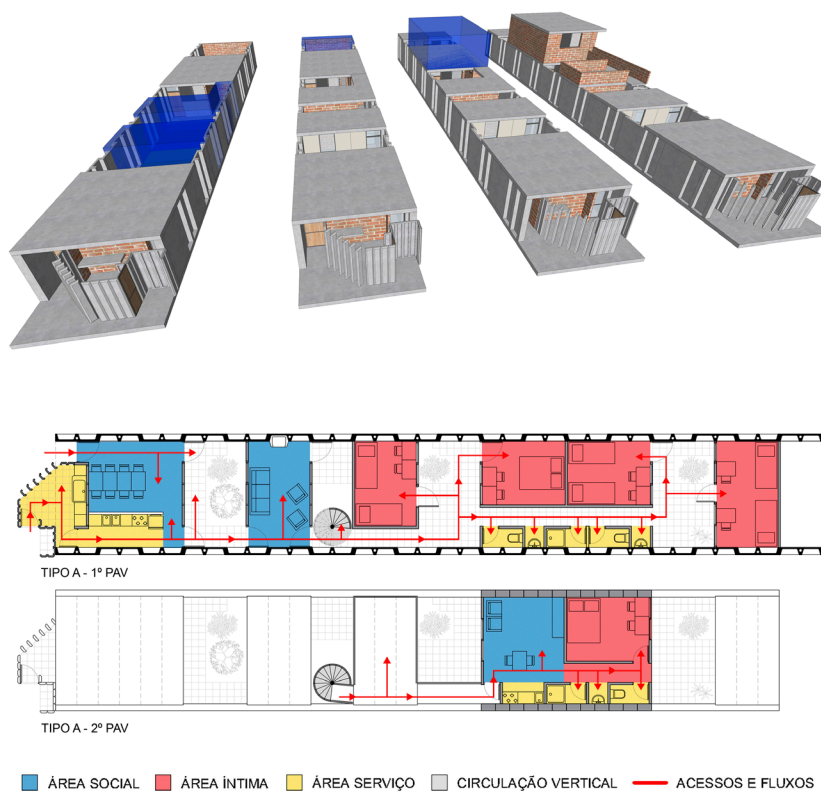 TIPO A - 1º PAV
TIPO A - 2º PAV
ÁREA SOCIAL
ÁREA ÍNTIMA
ÁREA SERVIÇO
CIRCULAÇÃO VERTICAL
ACESSOS E FLUXOS